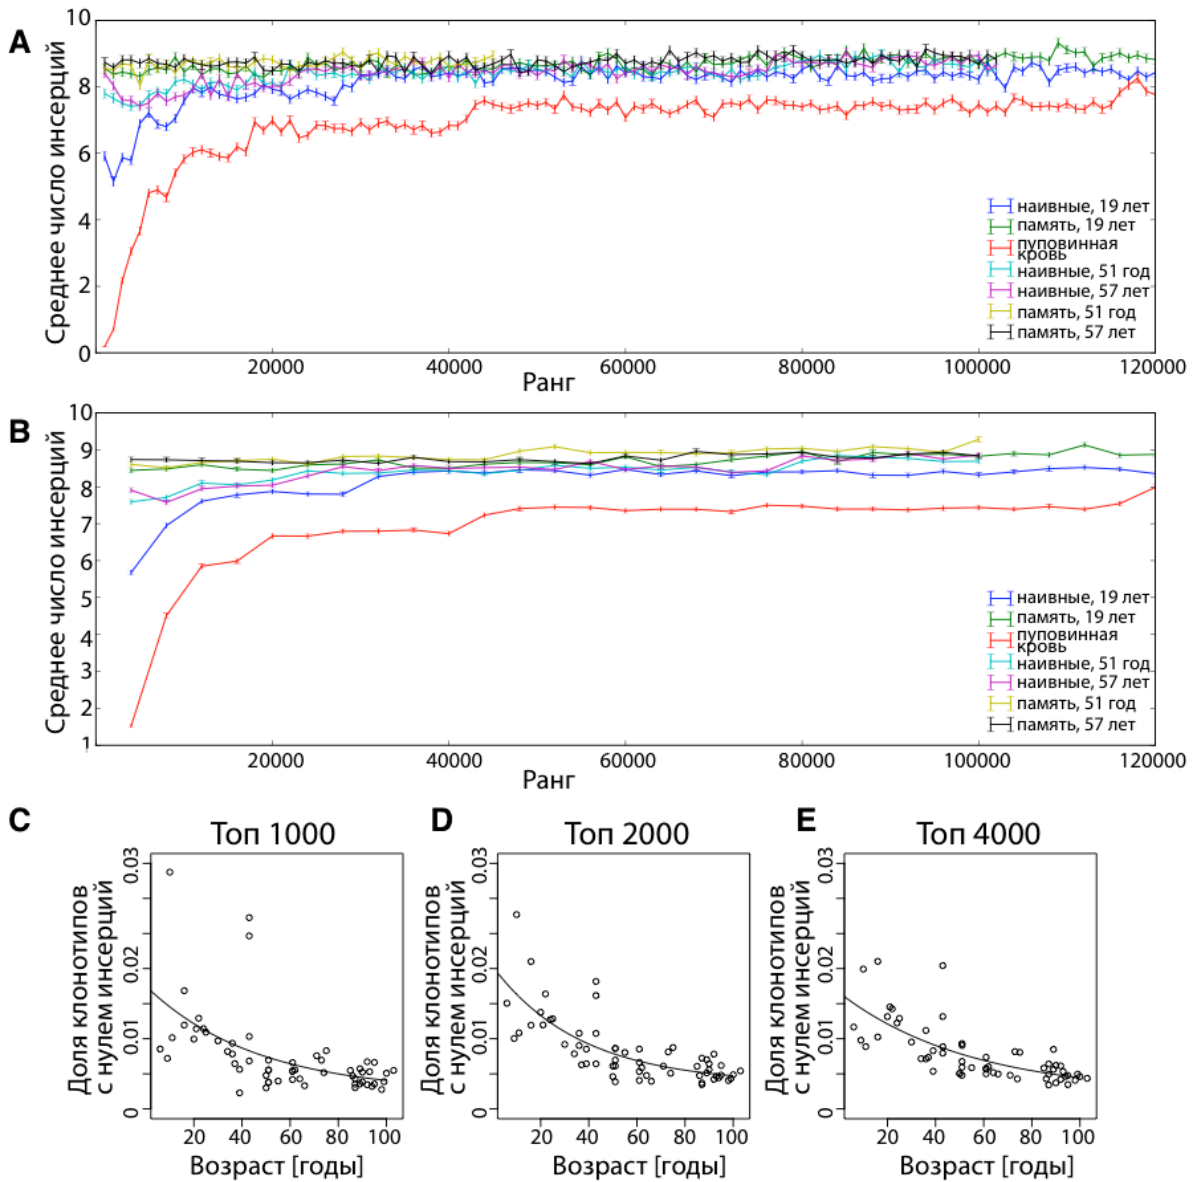 A
Среднее число инсерций
10
8
6
4
2
0
20000
40000
60000
80000
100000
120000
Ранг
наивные, 19 лет
память, 19 лет
пуповинная
кровь
наивные, 51 год
наивные, 57 лет
память, 51 год
память, 57 лет
B
Среднее число инсерций
10
9
8
7
6
5
4
3
2
1
20000
40000
60000
80000
100000
120000
Ранг
наивные, 19 лет
память, 19 лет
пуповинная
кровь
наивные, 51 год
наивные, 57 лет
память, 51 год
память, 57 лет
C
Топ 1000
Доля клонотипов
с нулем инсерций
0.03
0.02
0.01
0
20
40
60
80
100
Возраст [годы]
D
Топ 2000
Доля клонотипов
с нулем инсерций
0.03
0.02
0.01
0
20
40
60
80
100
Возраст [годы]
E
Топ 4000
Доля клонотипов
с нулем инсерций
0.03
0.02
0.01
0
20
40
60
80
100
Возраст [годы]